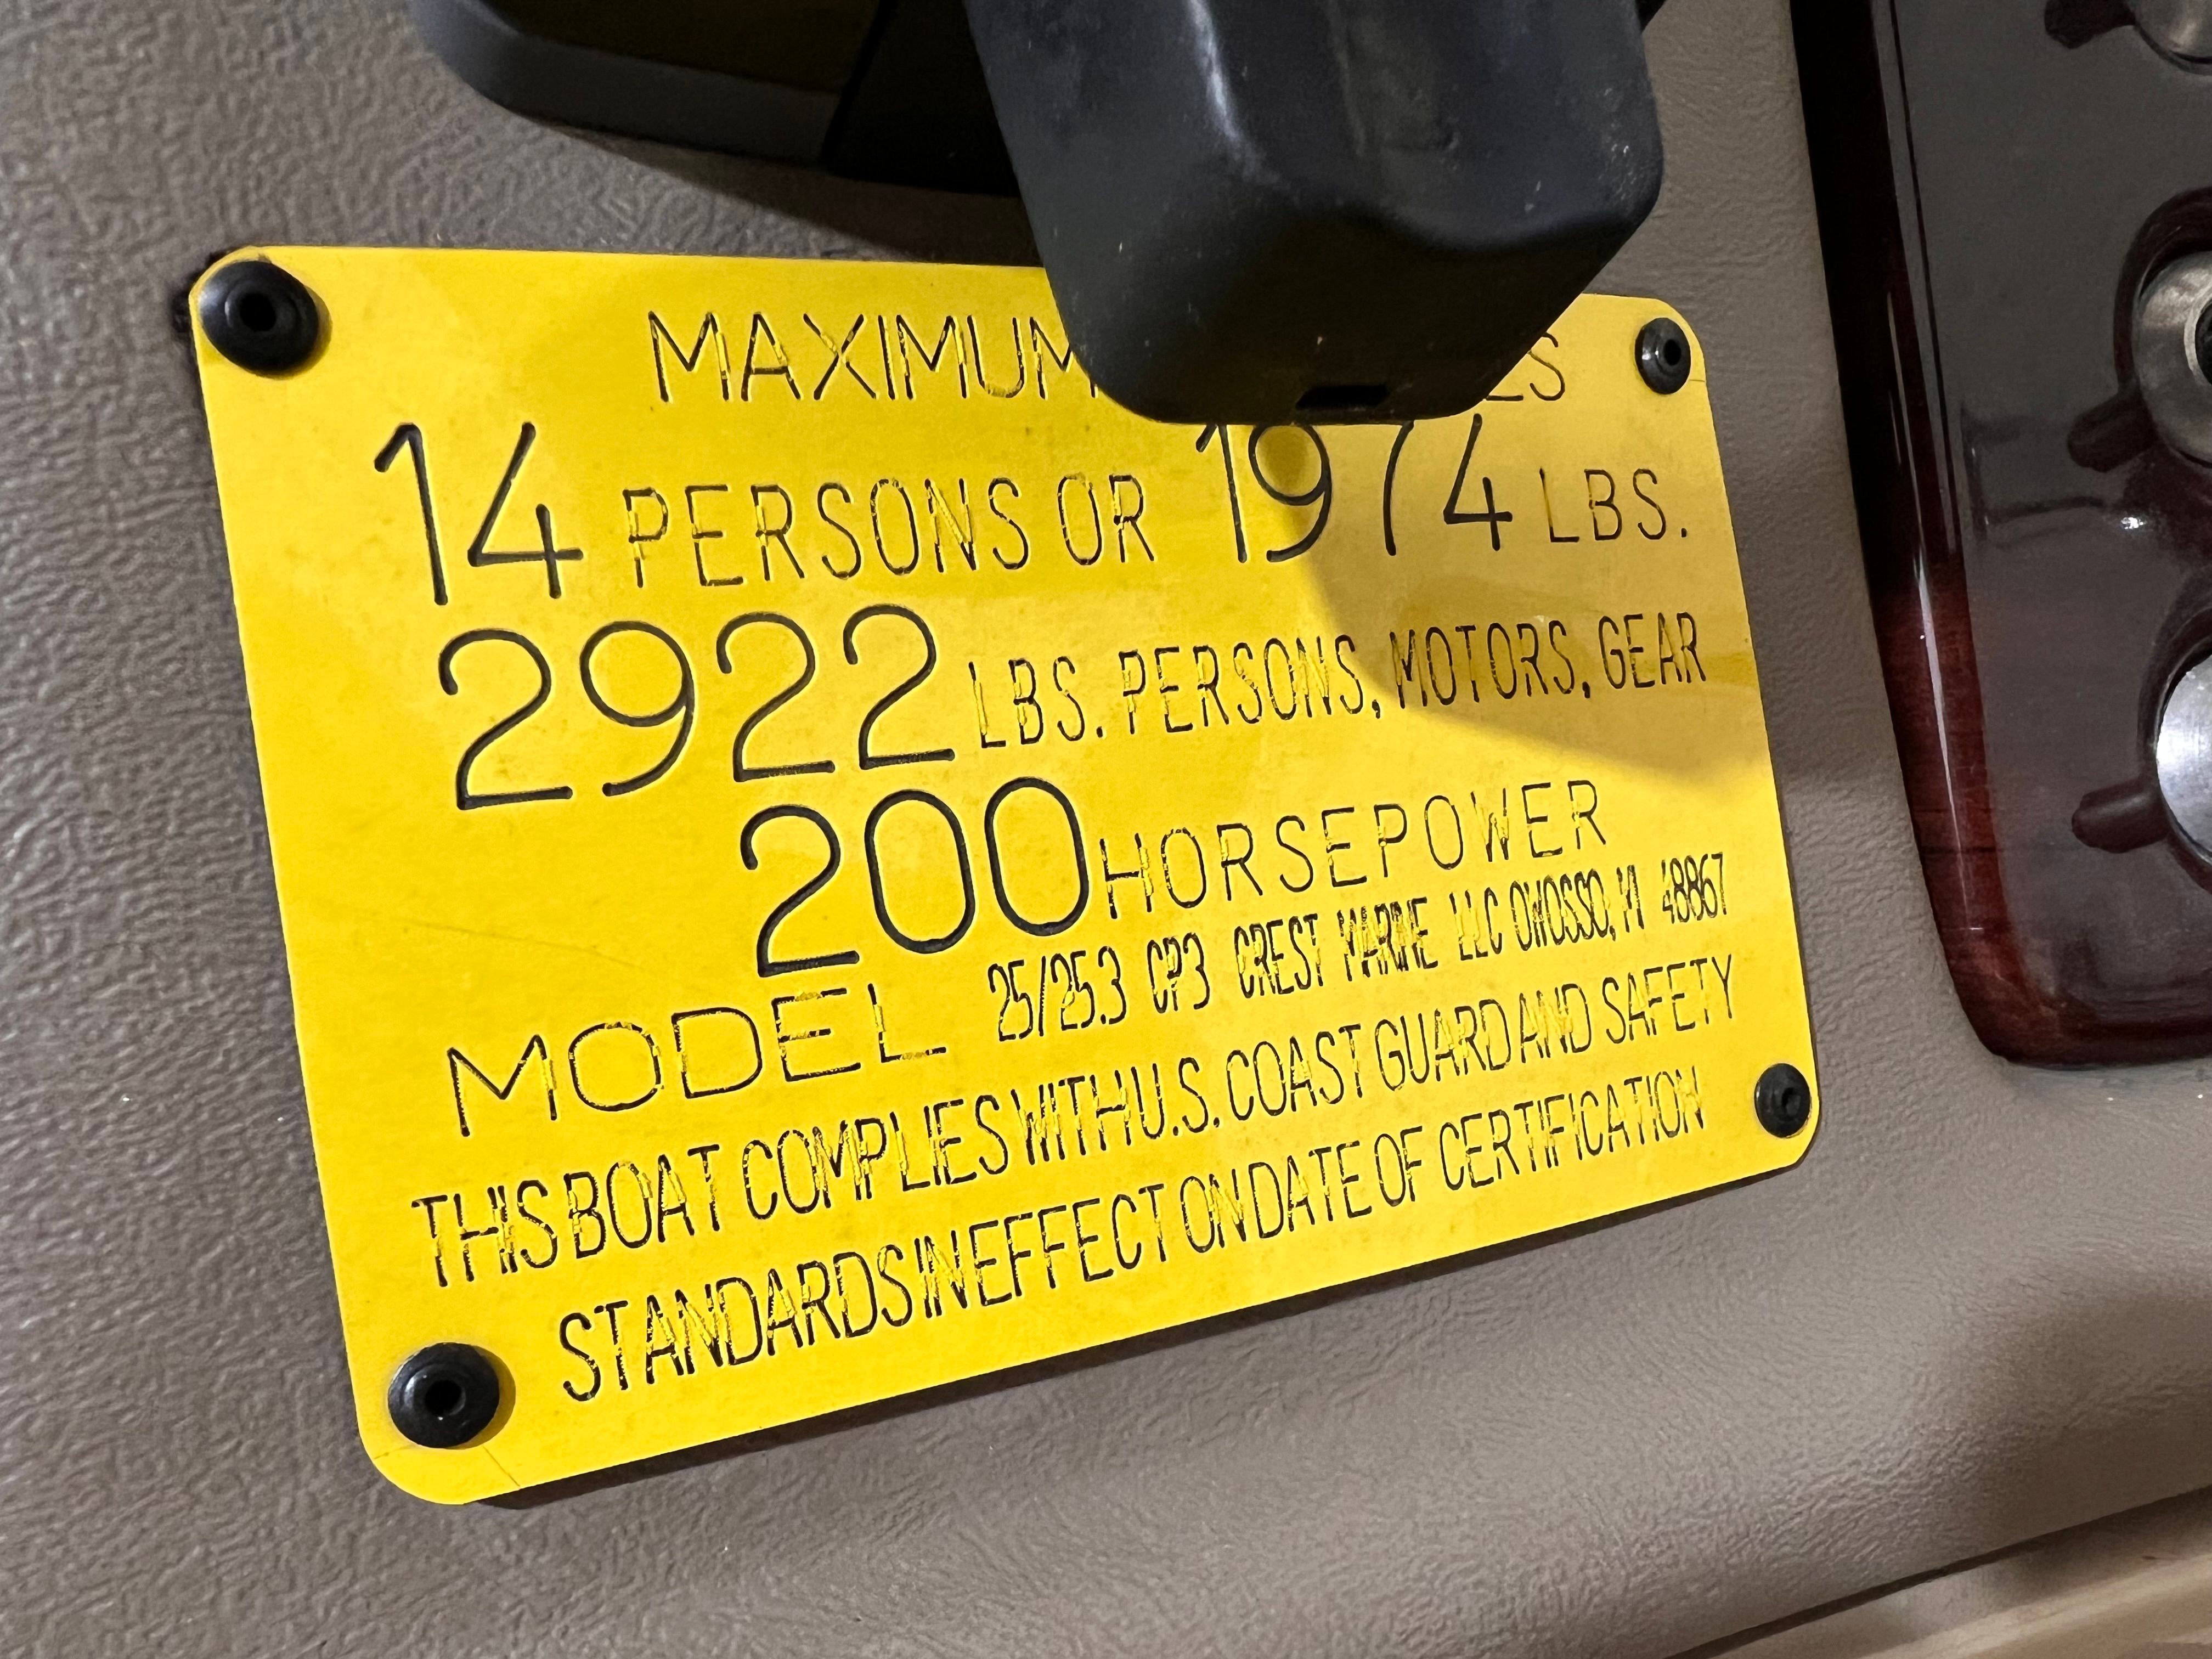 MAXIMUM
14 PERSONS OR 1974 LBS.
2922 LBS. PERSONS, MOTORS, GEAR
200 HORSEPOWER
MODEL 25/25.3 CP3 CREST MARINE LLC OWOSSO, MI 48867
THIS BOAT COMPLIES WITH U.S. COAST GUARD AND SAFETY
STANDARDS IN EFFECT ON DATE OF CERTIFICATION